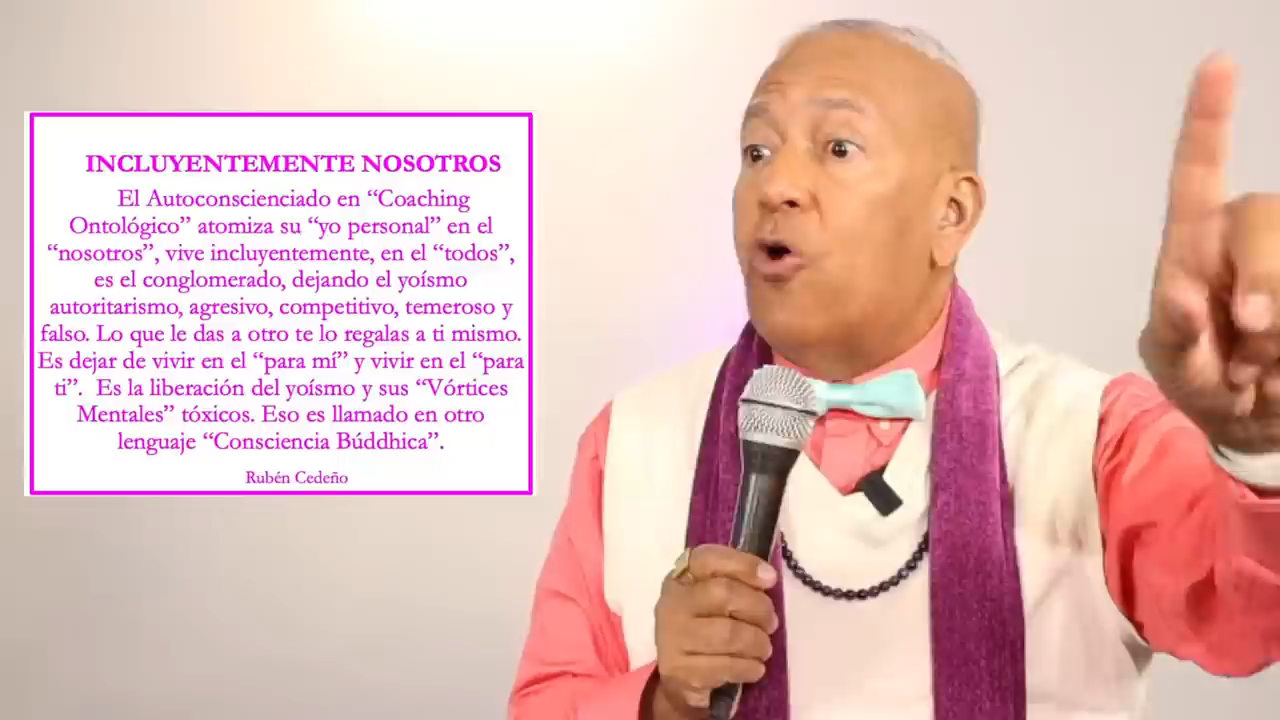 INCLUYENTEMENTE NOSOTROS
El Autoconscienciado en “Coaching
Ontológico” atomiza su “yo personal” en el
“nosotros”, vive incluyentemente, en el “todos”,
es el conglomerado, dejando el yoísmo
autoritarismo, agresivo, competitivo, temeroso y
falso. Lo que le das a otro te lo regalas a ti mismo.
Es dejar de vivir en el “para mí” y vivir en el “para
ti”.  Es la liberación del yoísmo y sus “Vórtices
Mentales” tóxicos. Eso es llamado en otro
lenguaje “Consciencia Búddhica”.
Rubén Cedeño